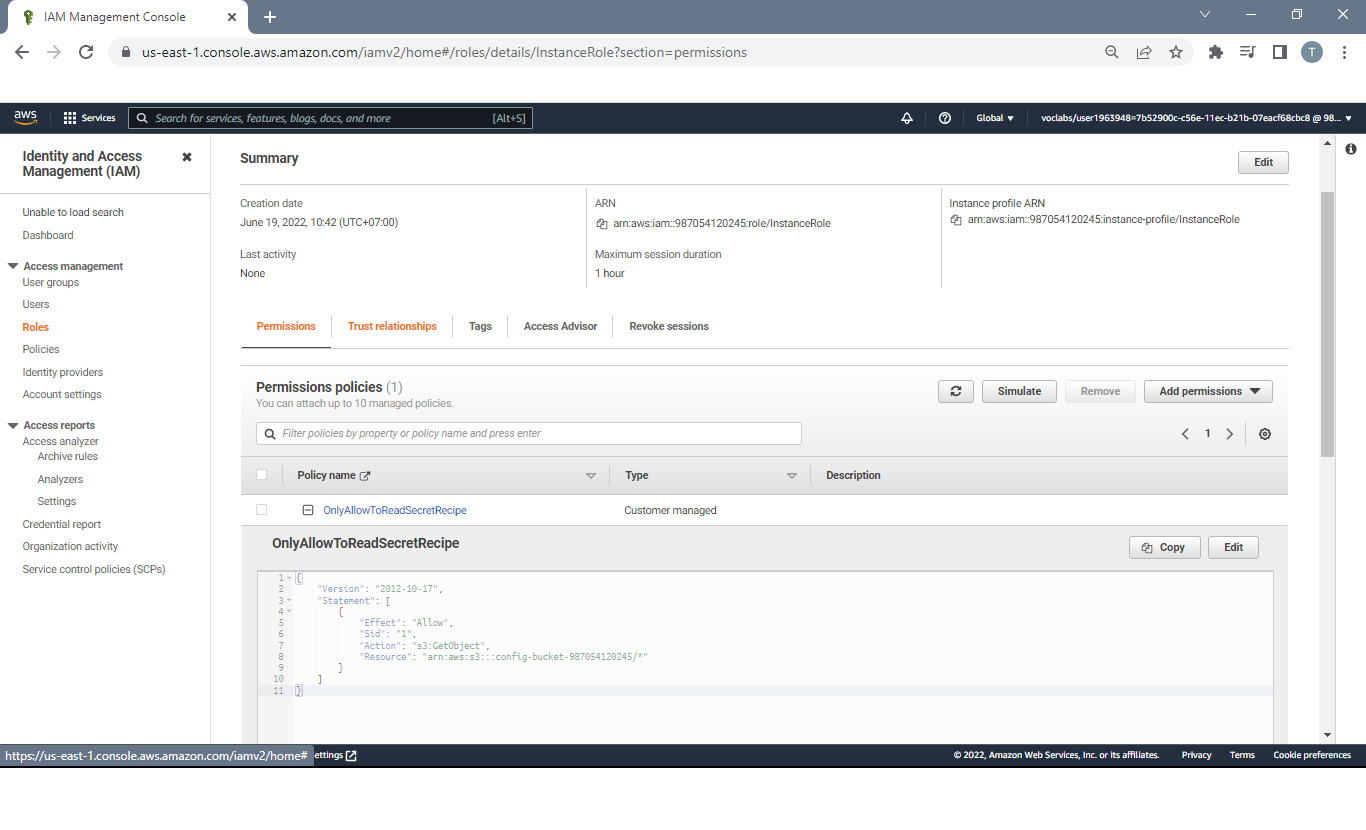 IAM Management Console
us-east-1.console.aws.amazon.com/iamv2/home#/roles/details/InstanceRole?section=permissions
T
aws
Services
Search for services, features, blogs, docs, and more
[Alt+S]
Global
voclabs/user1963948=7b52900c-c56e-11ec-b21b-07eacf68cbc8 @ 98...
Identity and Access
Management (IAM)
Unable to load search
Dashboard
Access management
User groups
Users
Roles
Policies
Identity providers
Account settings
Access reports
Access analyzer
Archive rules
Analyzers
Settings
Credential report
Organization activity
Service control policies (SCPs)
Summary
Edit
Creation date
June 19, 2022, 10:42 (UTC+07:00)
Last activity
None
ARN
arn:aws:iam::987054120245:role/InstanceRole
Maximum session duration
1 hour
Instance profile ARN
arn:aws:iam::987054120245:instance-profile/InstanceRole
Permissions
Trust relationships
Tags
Access Advisor
Revoke sessions
Permissions policies (1)
You can attach up to 10 managed policies.
Simulate
Remove
Add permissions
Filter policies by property or policy name and press enter
1
Policy name
Type
Description
OnlyAllowToReadSecretRecipe
Customer managed
OnlyAllowToReadSecretRecipe
Copy
Edit
1 {
2 "Version": "2012-10-17",
3 "Statement": [
4 {
5 "Effect": "Allow",
6 "Sid": "1",
7 "Action": "s3:GetObject",
8 "Resource": "arn:aws:s3:::config-bucket-987054120245/*"
9 }
10 ]
11 }
https://us-east-1.console.aws.amazon.com/iamv2/home#
ettings
© 2022, Amazon Web Services, Inc. or its affiliates.
Privacy
Terms
Cookie preferences